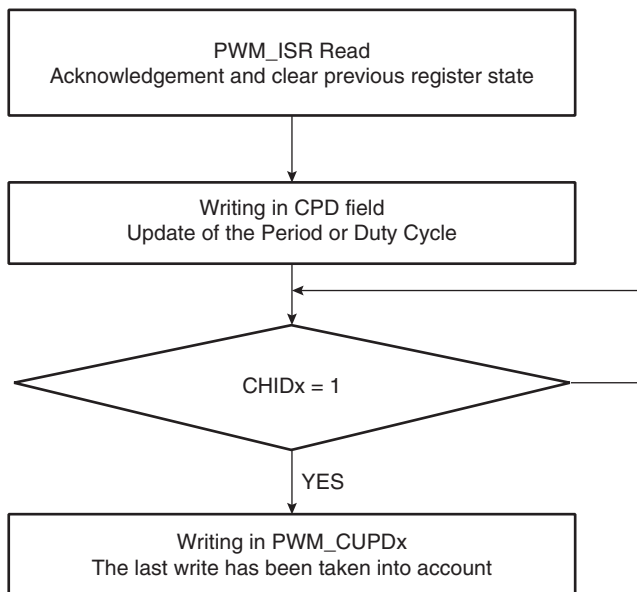 PWM_ISR Read
Acknowledgement and clear previous register state
Writing in CPD field
Update of the Period or Duty Cycle
CHIDx = 1
YES
Writing in PWM_CUPDx
The last write has been taken into account